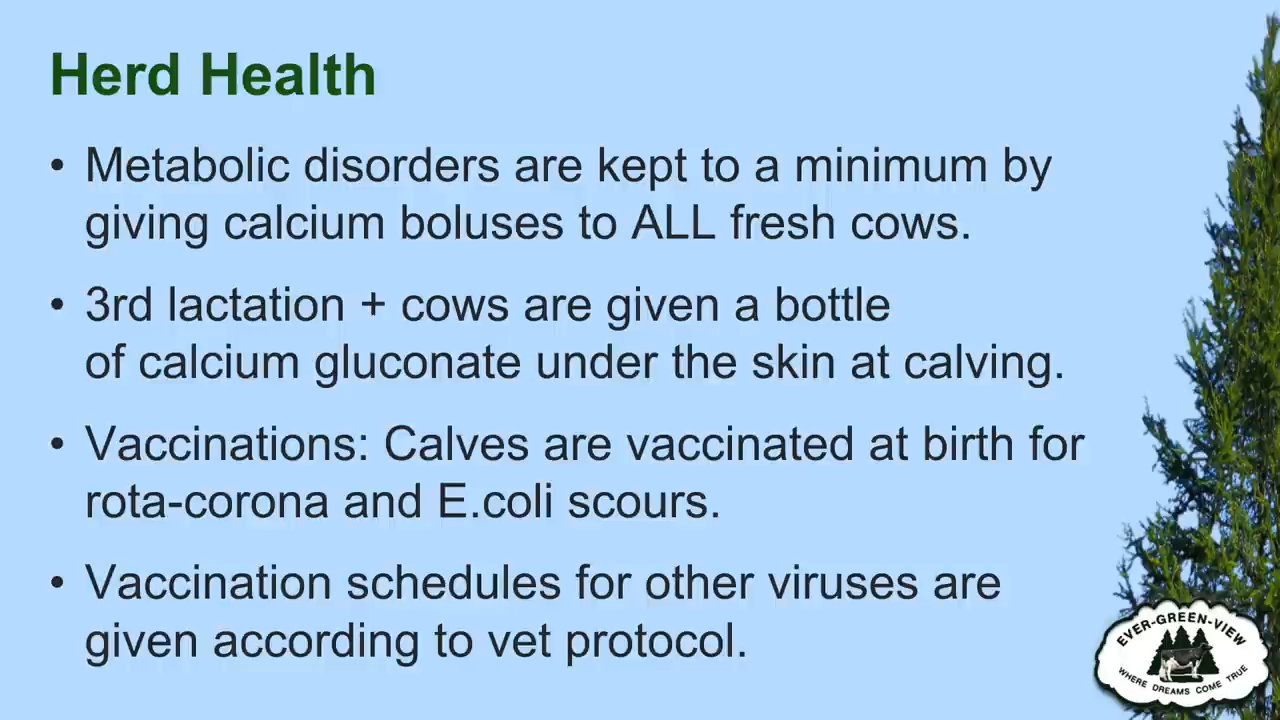 Herd Health
• Metabolic disorders are kept to a minimum by
giving calcium boluses to ALL fresh cows.
• 3rd lactation + cows are given a bottle
of calcium gluconate under the skin at calving.
• Vaccinations: Calves are vaccinated at birth for
rota-corona and E.coli scours.
• Vaccination schedules for other viruses are
given according to vet protocol.
EVER-GREEN-VIEW
WHERE DREAMS COME TRUE